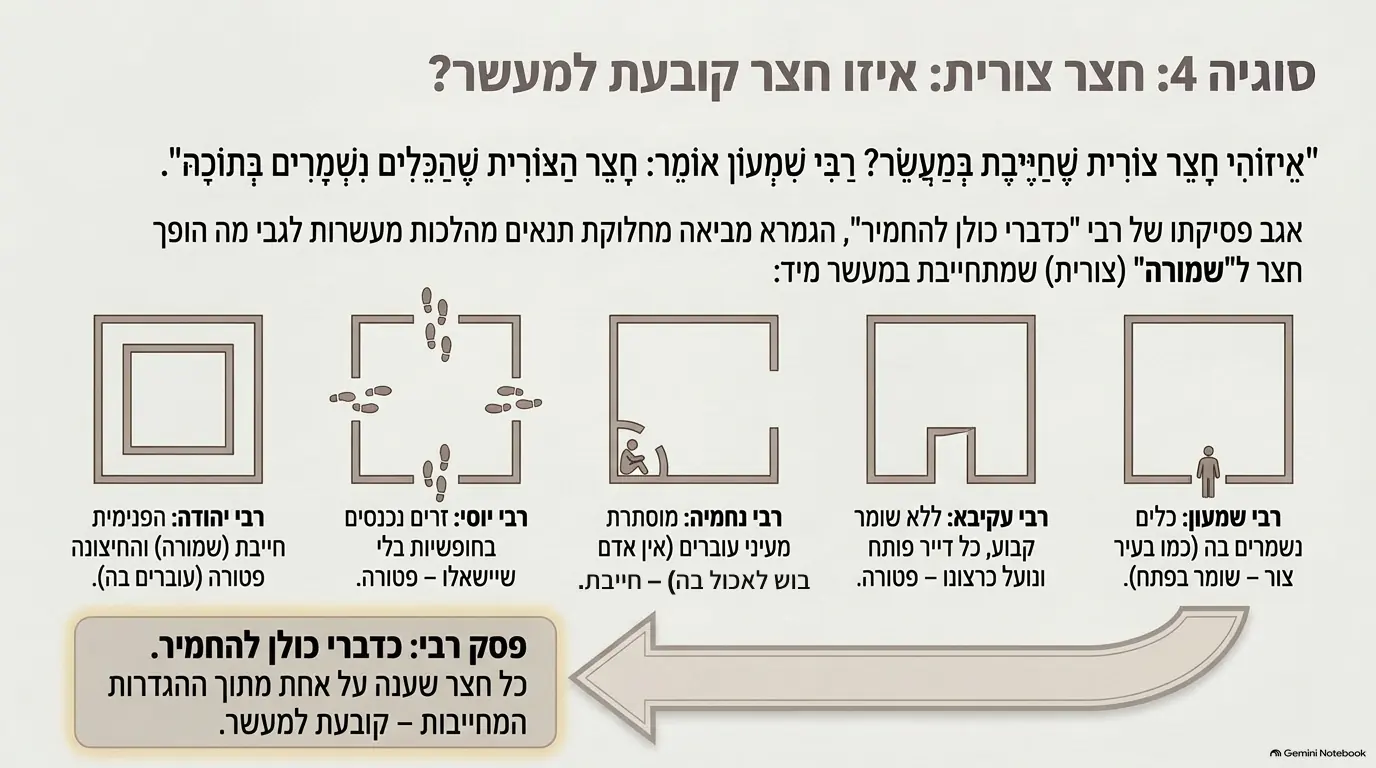 סוגיה 4: חצר צורית: איזו חצר קובעת למעשר?
"אֵיזוֹהִי חָצֵר צוֹרִית שֶׁחַיֶּיבֶת בְּמַעֲשֵׂר? רַבִּי שִׁמְעוֹן אוֹמֵר: חֲצַר הַצּוֹרִית שֶׁהַכֵּלִים נִשְׁמָרִים בְּתוֹכָהּ".
אגב פסיקתו של רבי "כדברי כולן להחמיר", הגמרא מביאה מחלוקת תנאים מהלכות מעשרות לגבי מה הופך
חצר ל"שמורה" (צורית) שמתחייבת במעשר מיד:
רבי שמעון: כלים
נשמרים בה (כמו בעיר
צור – שומר בפתח).
רבי עקיבא: ללא שומר
קבוע, כל דייר פותח
ונועל כרצונו – פטורה.
רבי נחמיה: מוסתרת
מעיני עוברים (אין אדם
בוש לאכול בה) – חייבת.
רבי יוסי: זרים נכנסים
בחופשיות בלי
שיישאלו – פטורה.
רבי יהודה: הפנימית
חייבת (שמורה) והחיצונה
פטורה (עוברים בה).
פסק רבי: כדברי כולן להחמיר.
כל חצר שענה על אחת מתוך ההגדרות
המחייבות – קובעת למעשר.
Gemini Notebook